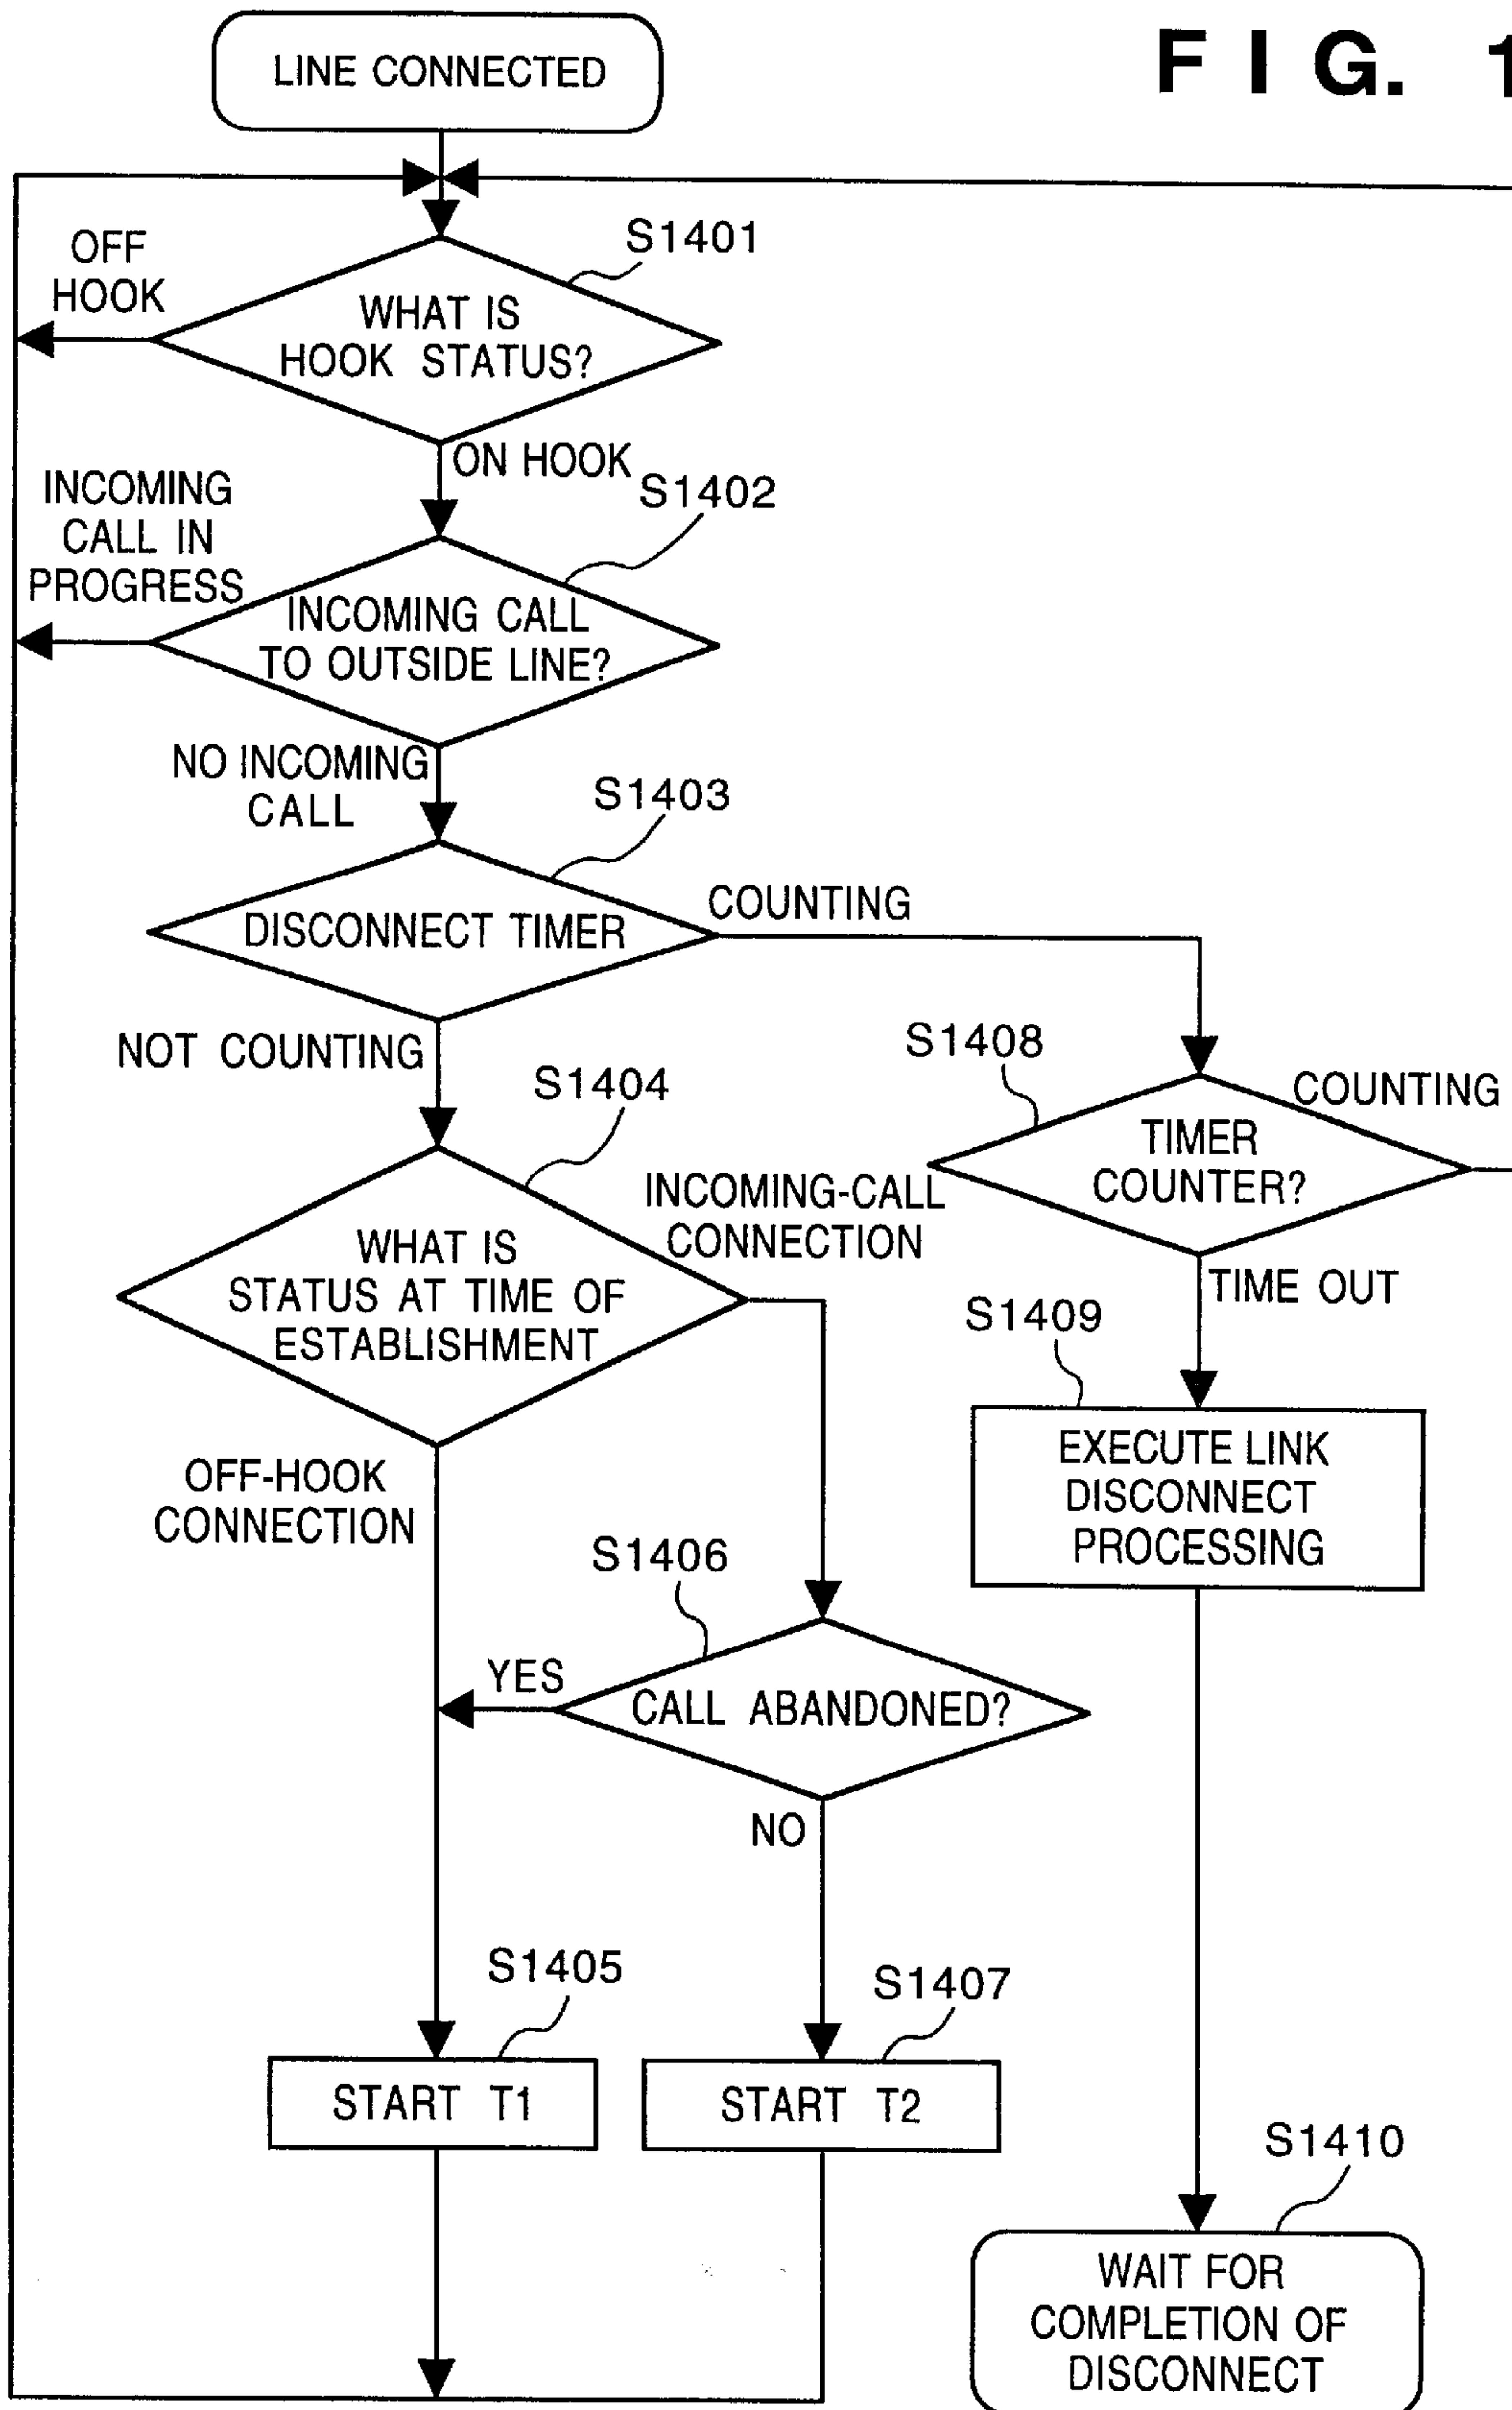 FIG. 1
LINE CONNECTED
S1401
OFF
HOOK
WHAT IS
HOOK STATUS?
ON HOOK
S1402
INCOMING
CALL IN
PROGRESS
INCOMING CALL
TO OUTSIDE LINE?
NO INCOMING
CALL
S1403
DISCONNECT TIMER
COUNTING
NOT COUNTING
S1408
COUNTING
TIMER
COUNTER?
S1404
INCOMING-CALL
CONNECTION
WHAT IS
STATUS AT TIME OF
ESTABLISHMENT
TIME OUT
S1409
EXECUTE LINK
DISCONNECT
PROCESSING
OFF-HOOK
CONNECTION
S1406
YES
CALL ABANDONED?
NO
S1405
S1407
START T1
START T2
S1410
WAIT FOR
COMPLETION OF
DISCONNECT